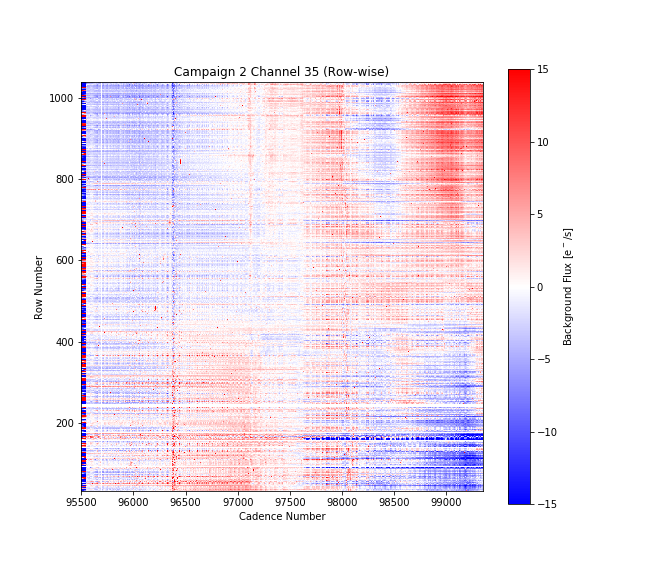 Campaign 2 Channel 35 (Row-wise)
1000
800
600
400
200
Row Number
95500 96000 96500 97000 97500 98000 98500 99000
Cadence Number
15
10
5
0
−5
−10
−15
Background Flux [e⁻/s]